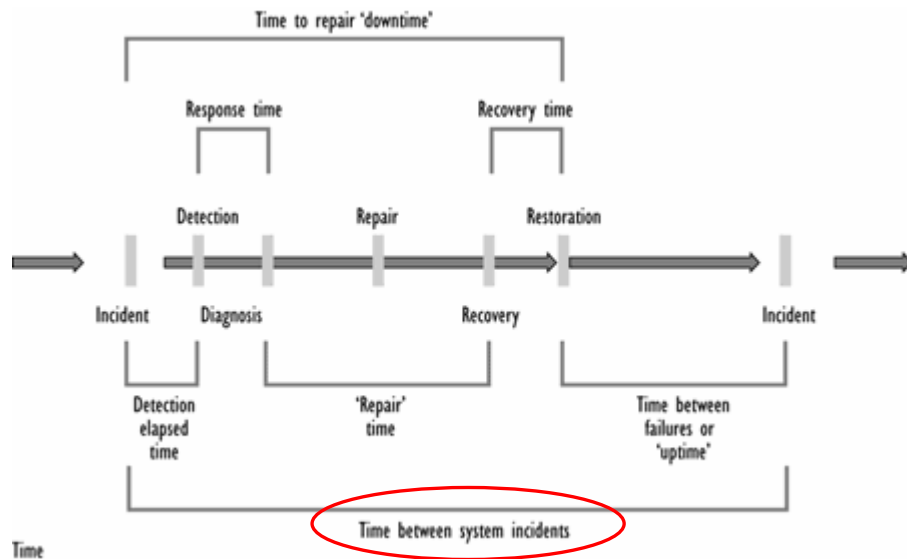 Time to repair 'downtime'
Response time
Recovery time
Detection
Repair
Restoration
Incident
Diagnosis
Recovery
Incident
Detection
elapsed
time
'Repair'
time
Time between
failures or
'uptime'
Time between system incidents
Time